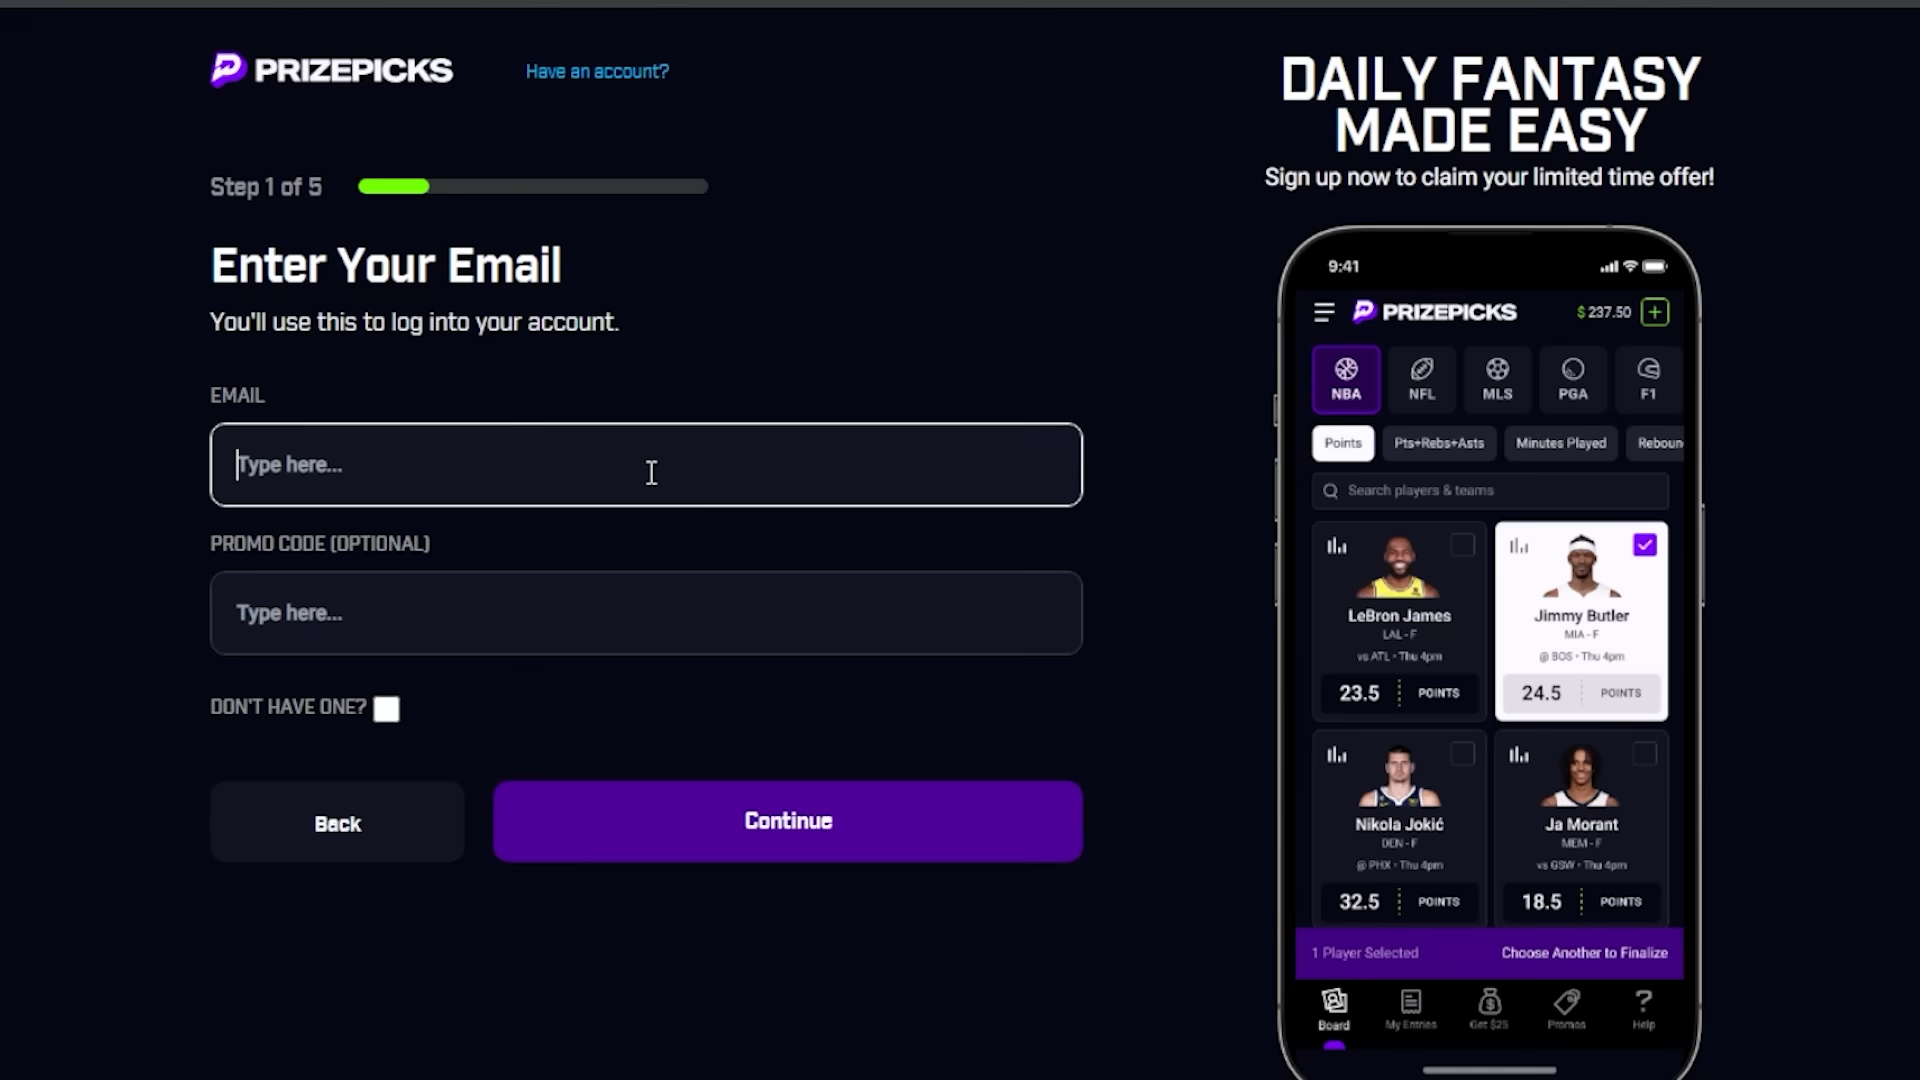 PRIZEPICKS
Have an account?
Step 1 of 5
Enter Your Email
You'll use this to log into your account.
EMAIL
Type here...
PROMO CODE (OPTIONAL)
Type here...
DON'T HAVE ONE?
Back
Continue
DAILY FANTASY
MADE EASY
Sign up now to claim your limited time offer!
9:41
PRIZEPICKS
$ 237.50
NBA
NFL
MLS
PGA
F1
Points
Pts+Rebs+Asts
Minutes Played
Reboun
Search players & teams
LeBron James
LAL - F
vs ATL • Thu 4pm
23.5
POINTS
Jimmy Butler
MIA - F
@ BOS • Thu 4pm
24.5
POINTS
Nikola Jokić
DEN - F
@ PHX • Thu 4pm
32.5
POINTS
Ja Morant
MEM - F
vs GSW • Thu 4pm
18.5
POINTS
1 Player Selected
Choose Another to Finalize
Board
My Entries
Get $25
Promos
Help